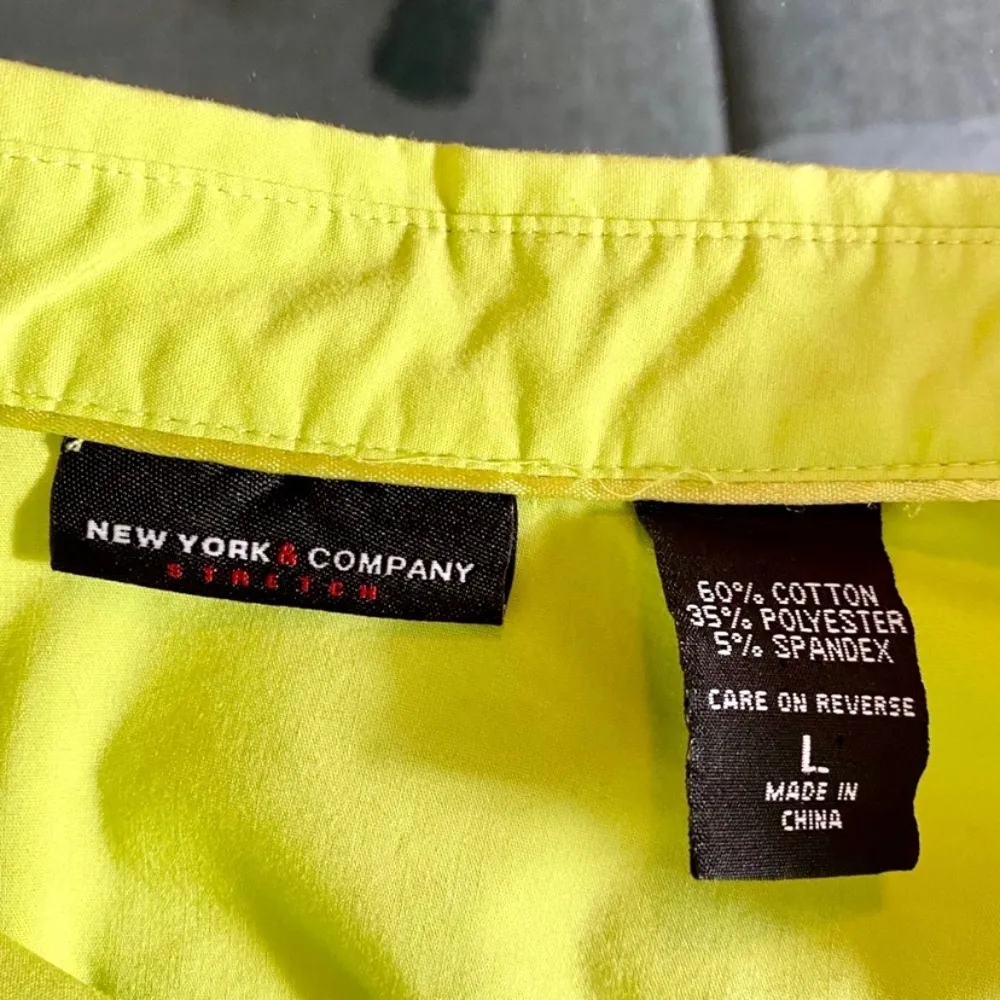 NEW YORK & COMPANY
STRETCH
60% COTTON
35% POLYESTER
5% SPANDEX
CARE ON REVERSE
L
MADE IN
CHINA